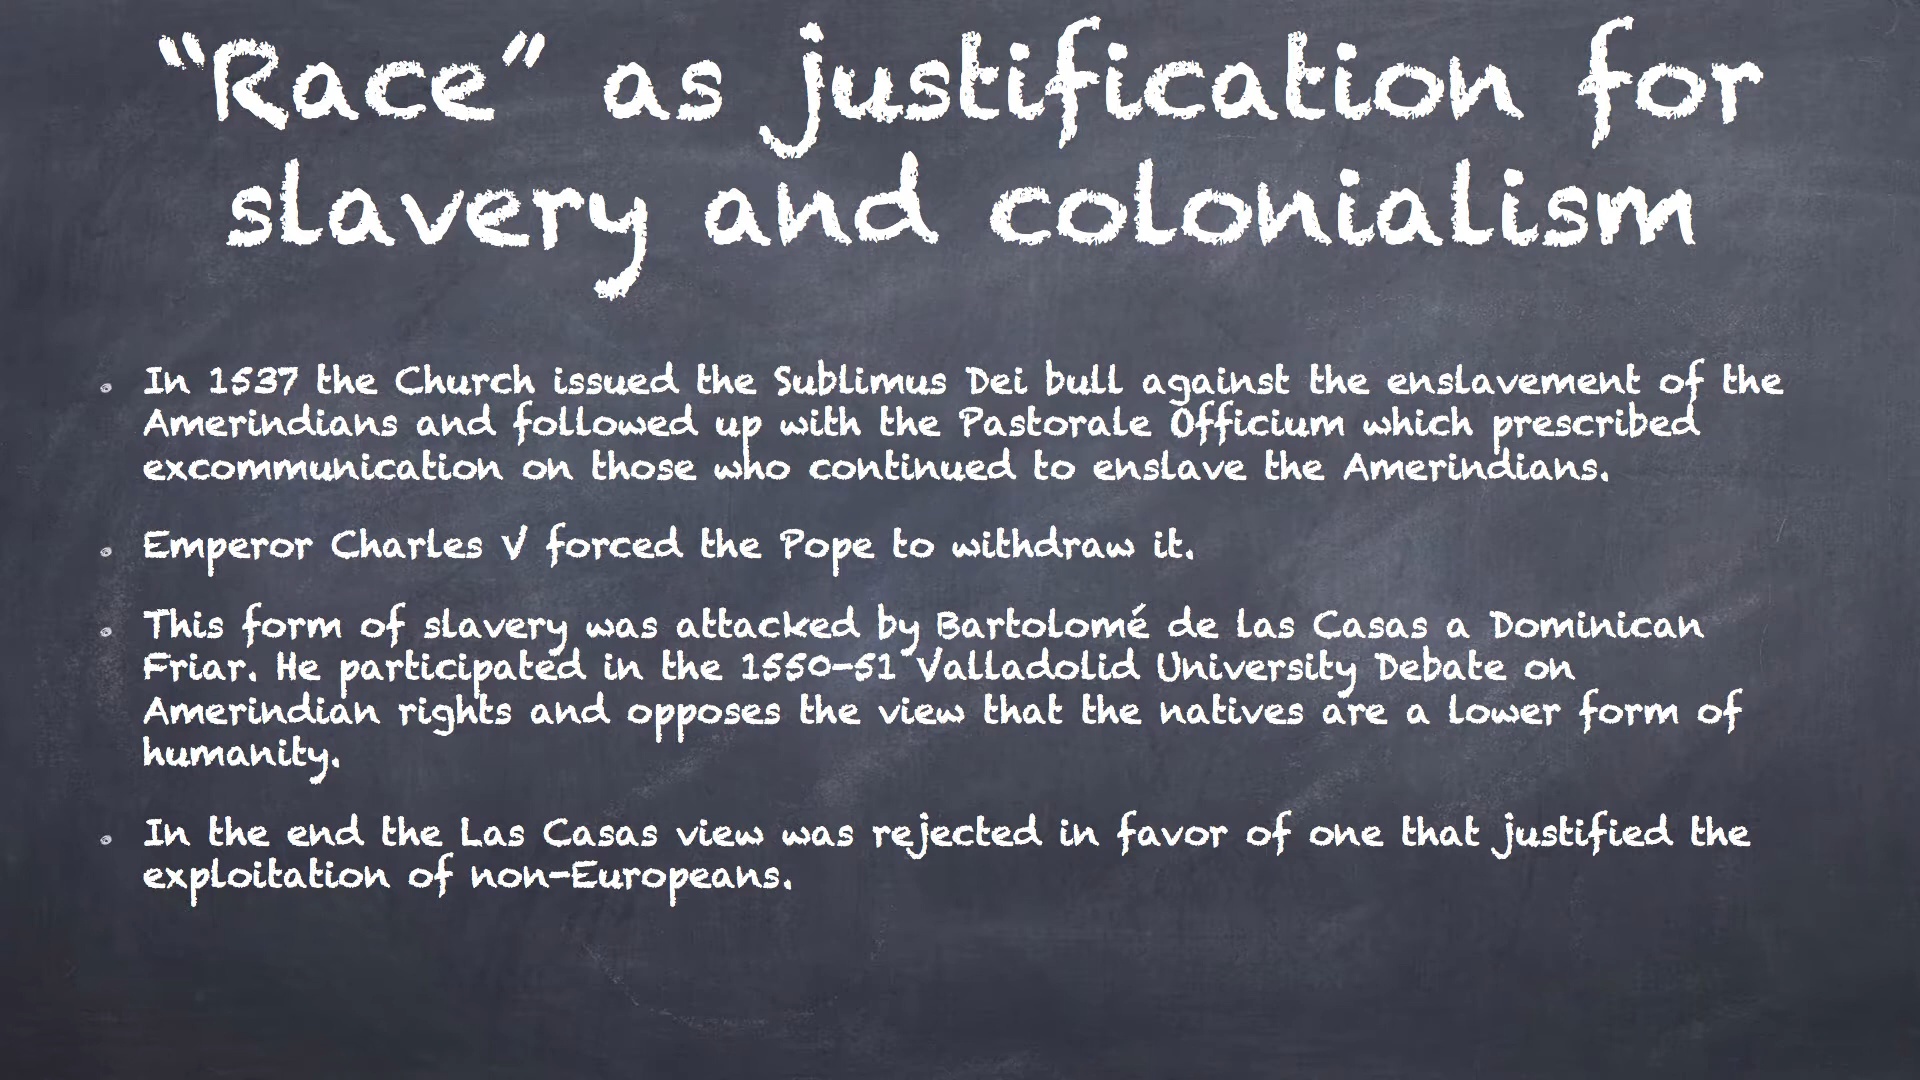 “Race” as justification for
slavery and colonialism
In 1537 the Church issued the Sublimus Dei bull against the enslavement of the
Amerindians and followed up with the Pastorale Officium which prescribed
excommunication on those who continued to enslave the Amerindians.
Emperor Charles V forced the Pope to withdraw it.
This form of slavery was attacked by Bartolomé de las Casas a Dominican
Friar. He participated in the 1550-51 Valladolid University Debate on
Amerindian rights and opposes the view that the natives are a lower form of
humanity.
In the end the Las Casas view was rejected in favor of one that justified the
exploitation of non-Europeans.